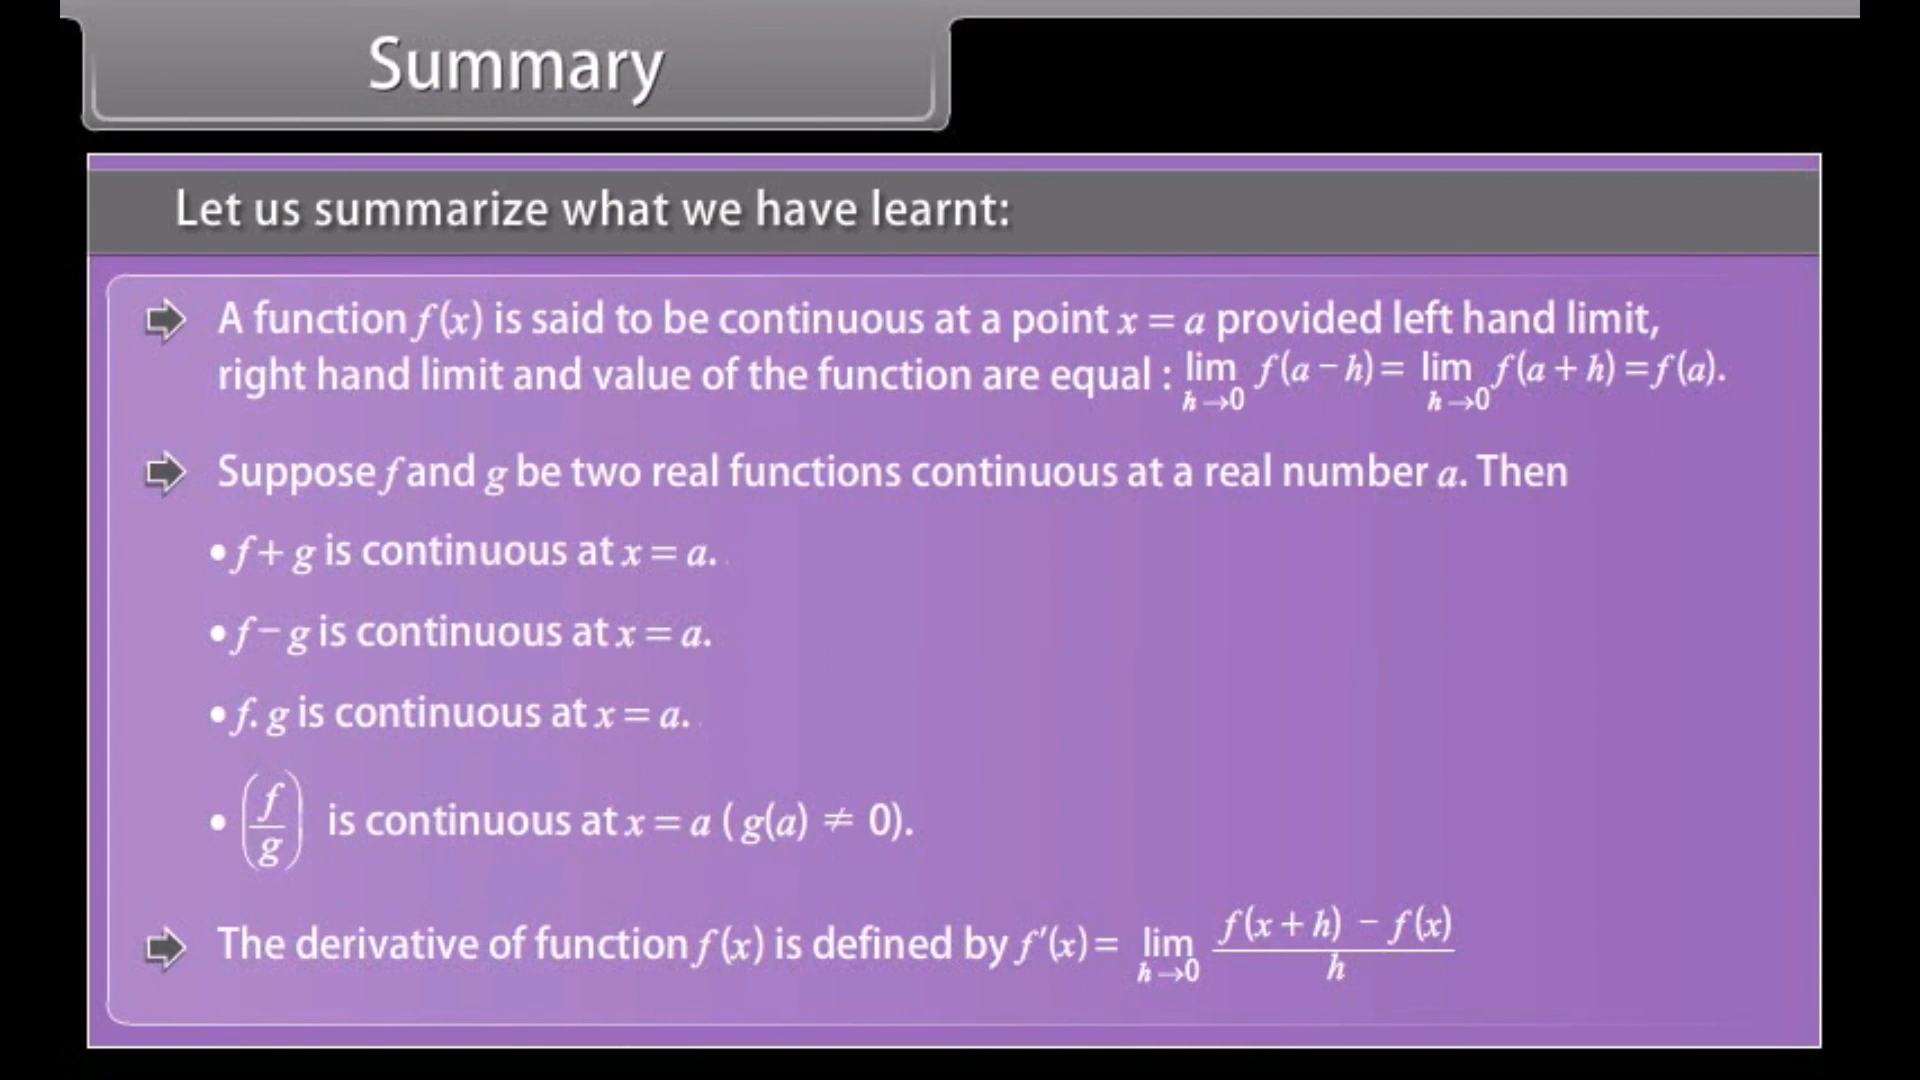 Summary
Let us summarize what we have learnt:
A function f(x) is said to be continuous at a point x = a provided left hand limit,
right hand limit and value of the function are equal : lim h→0 f(a − h) = lim h→0 f(a + h) = f(a).
Suppose f and g be two real functions continuous at a real number a. Then
• f + g is continuous at x = a.
• f − g is continuous at x = a.
• f. g is continuous at x = a.
• (f/g) is continuous at x = a ( g(a) ≠ 0).
The derivative of function f(x) is defined by f′(x) = lim h→0 (f(x + h) − f(x))/h